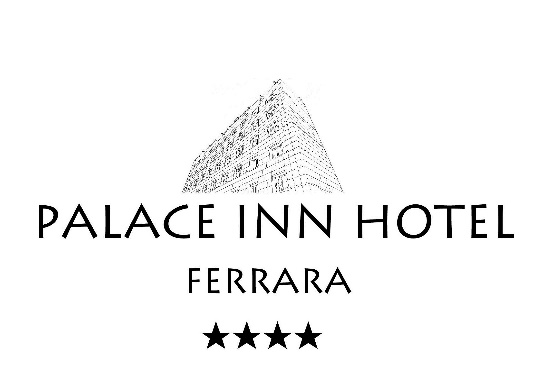 PALACE INN HOTEL
FERRARA
★★★★